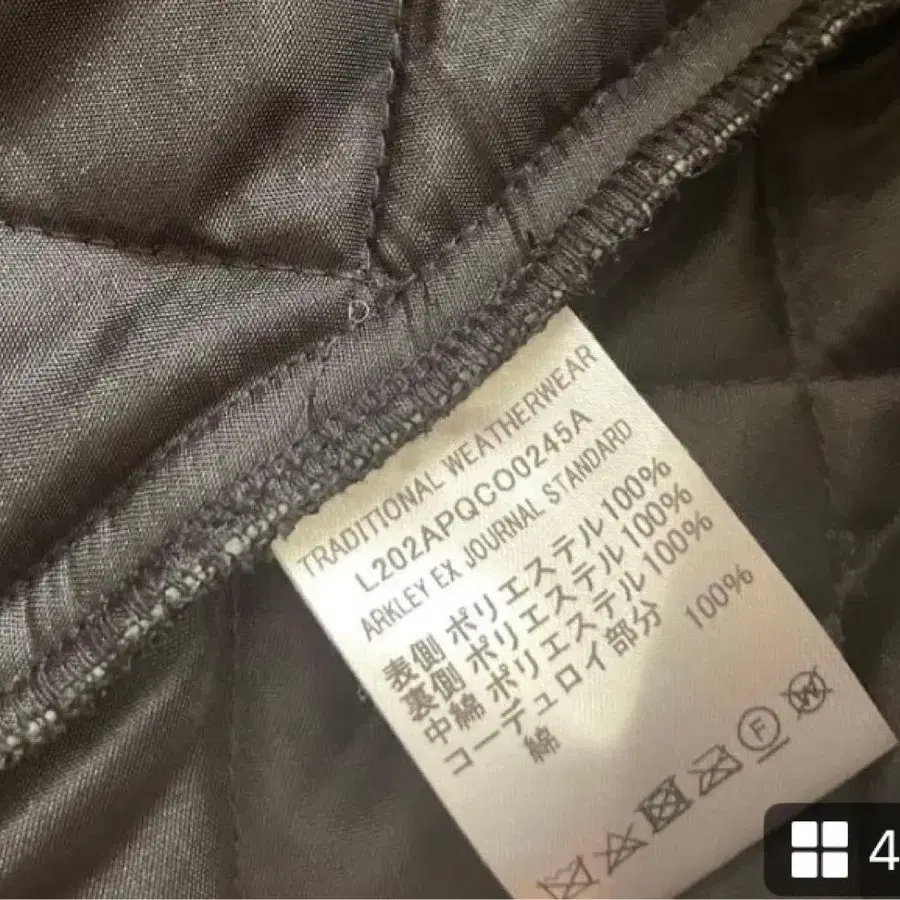 TRADITIONAL WEATHERWEAR
L202APQCO0245A
ARKLEY EX JOURNAL STANDARD
表側 ポリエステル100%
裏側 ポリエステル100%
中綿 ポリエステル100%
コーデュロイ部分
綿 100%
F
W
4